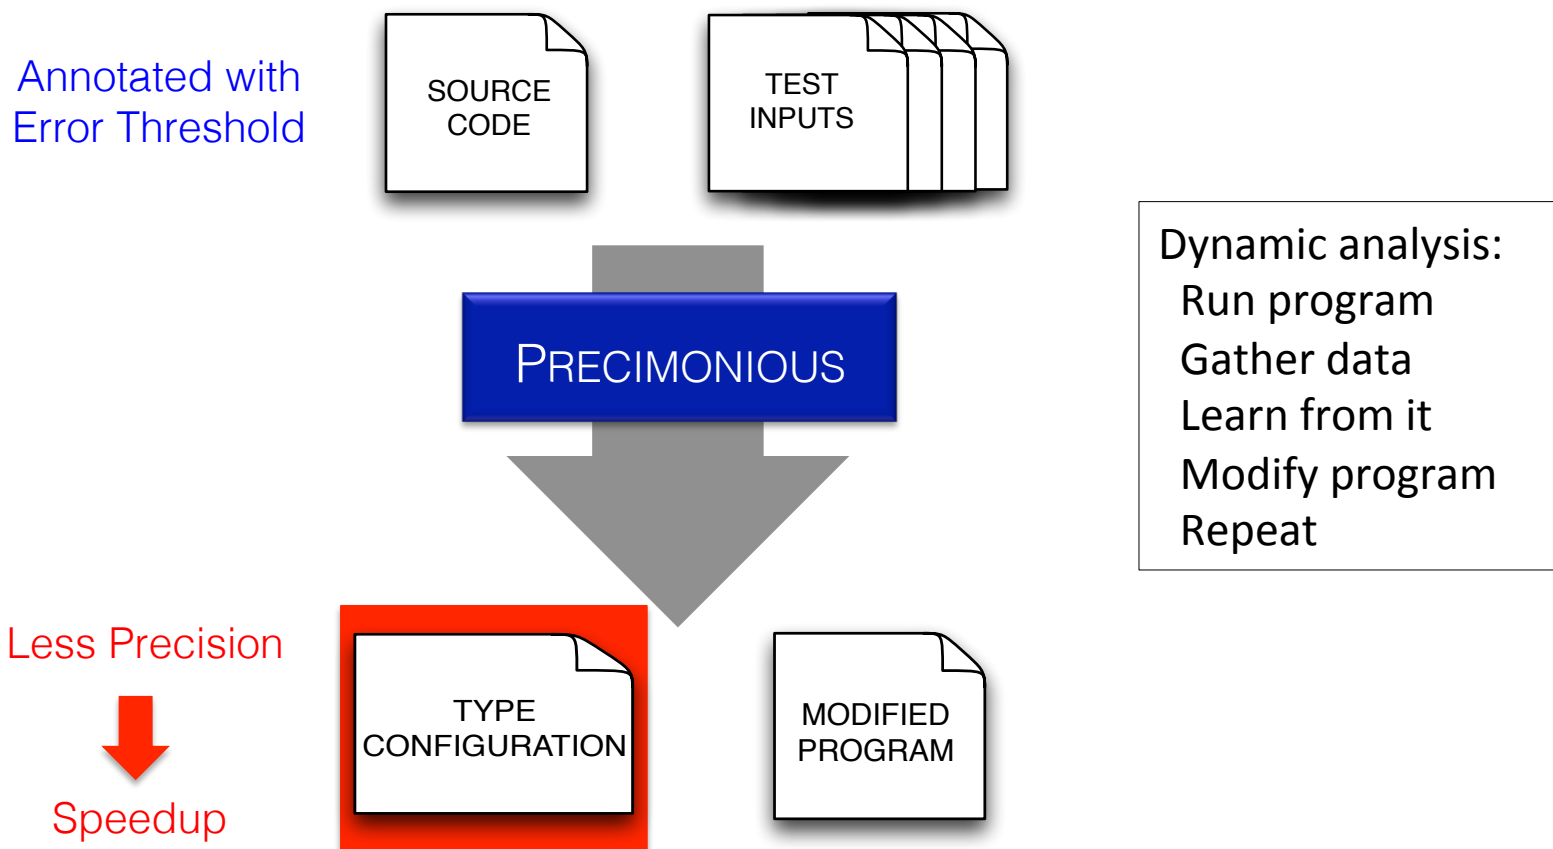 Annotated with
Error Threshold
SOURCE
CODE
TEST
INPUTS
PRECIMONIOUS
Dynamic analysis:
Run program
Gather data
Learn from it
Modify program
Repeat
Less Precision
Speedup
TYPE
CONFIGURATION
MODIFIED
PROGRAM